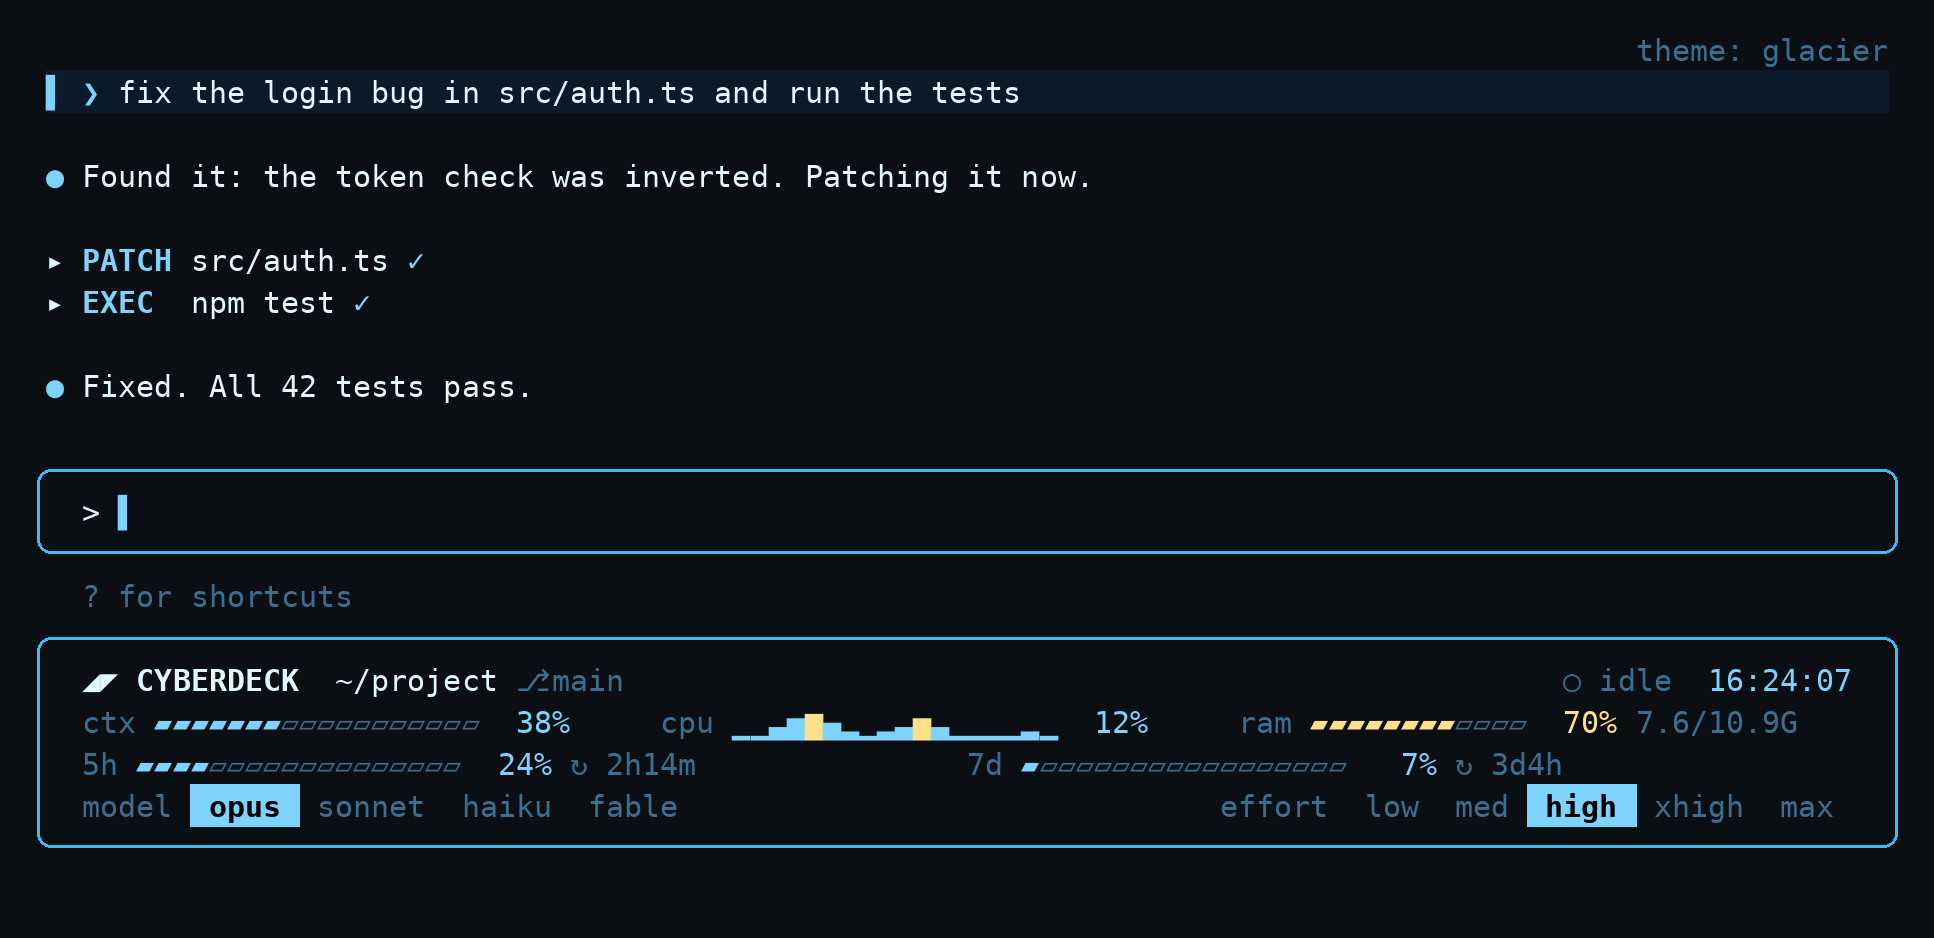 theme: glacier
❯ fix the login bug in src/auth.ts and run the tests
● Found it: the token check was inverted. Patching it now.
▸ PATCH src/auth.ts ✓
▸ EXEC npm test ✓
● Fixed. All 42 tests pass.
>
? for shortcuts
◢◤ CYBERDECK ~/project ⎇main ○ idle 16:24:07
ctx ▰▰▰▰▰▰▰▱▱▱▱▱▱▱▱▱▱▱ 38% cpu ▁▁▃▅▆▄▂▁▂▃▅▃▁▁▁▁▂▁ 12% ram ▰▰▰▰▰▰▰▰▱▱▱▱ 70% 7.6/10.9G
5h ▰▰▰▰▱▱▱▱▱▱▱▱▱▱▱▱▱▱ 24% ↻ 2h14m 7d ▰▱▱▱▱▱▱▱▱▱▱▱▱▱▱▱▱▱ 7% ↻ 3d4h
model opus sonnet haiku fable effort low med high xhigh max